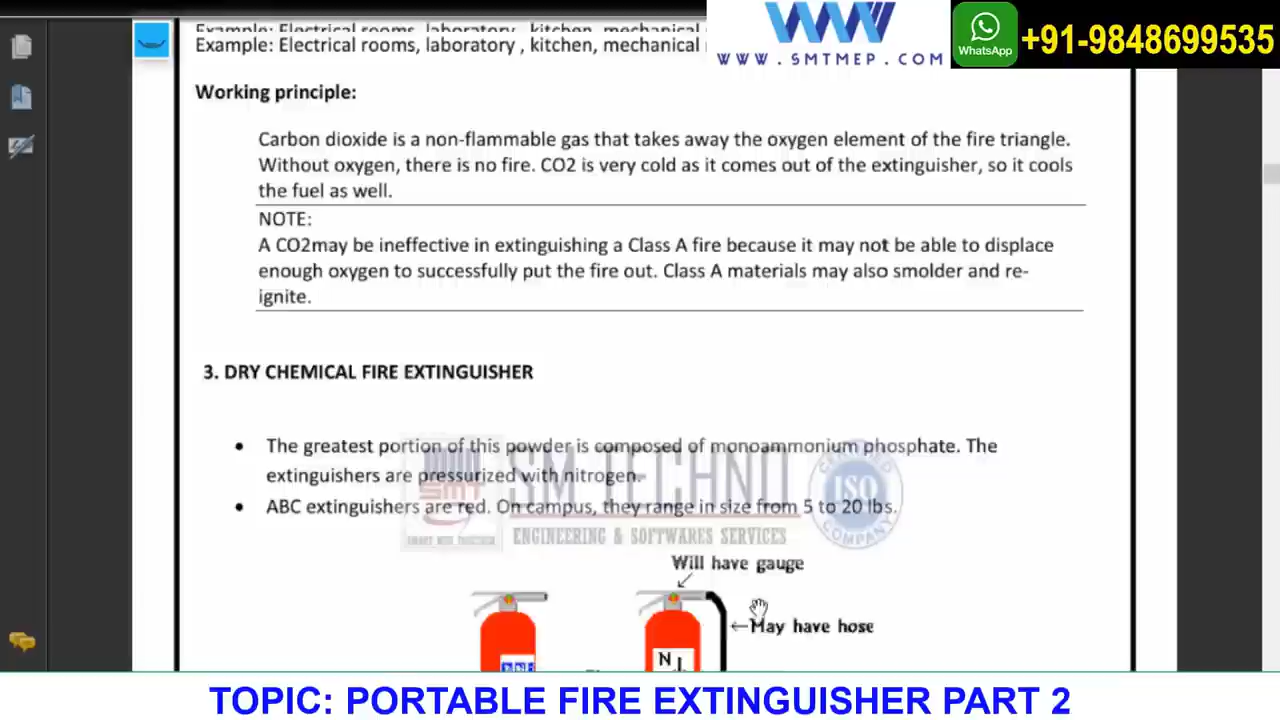 Example: Electrical rooms, laboratory , kitchen, mechanical
WWW.SMTMEP.COM
WhatsApp
+91-9848699535
Working principle:
Carbon dioxide is a non-flammable gas that takes away the oxygen element of the fire triangle.
Without oxygen, there is no fire. CO2 is very cold as it comes out of the extinguisher, so it cools
the fuel as well.
NOTE:
A CO2may be ineffective in extinguishing a Class A fire because it may not be able to displace
enough oxygen to successfully put the fire out. Class A materials may also smolder and re-
ignite.
3. DRY CHEMICAL FIRE EXTINGUISHER
• The greatest portion of this powder is composed of monoammonium phosphate. The
extinguishers are pressurized with nitrogen.
• ABC extinguishers are red. On campus, they range in size from 5 to 20 lbs.
SMT
SM TECHNO
ENGINEERING & SOFTWARES SERVICES
ISO
COMPANY
Will have gauge
←May have hose
TOPIC: PORTABLE FIRE EXTINGUISHER PART 2